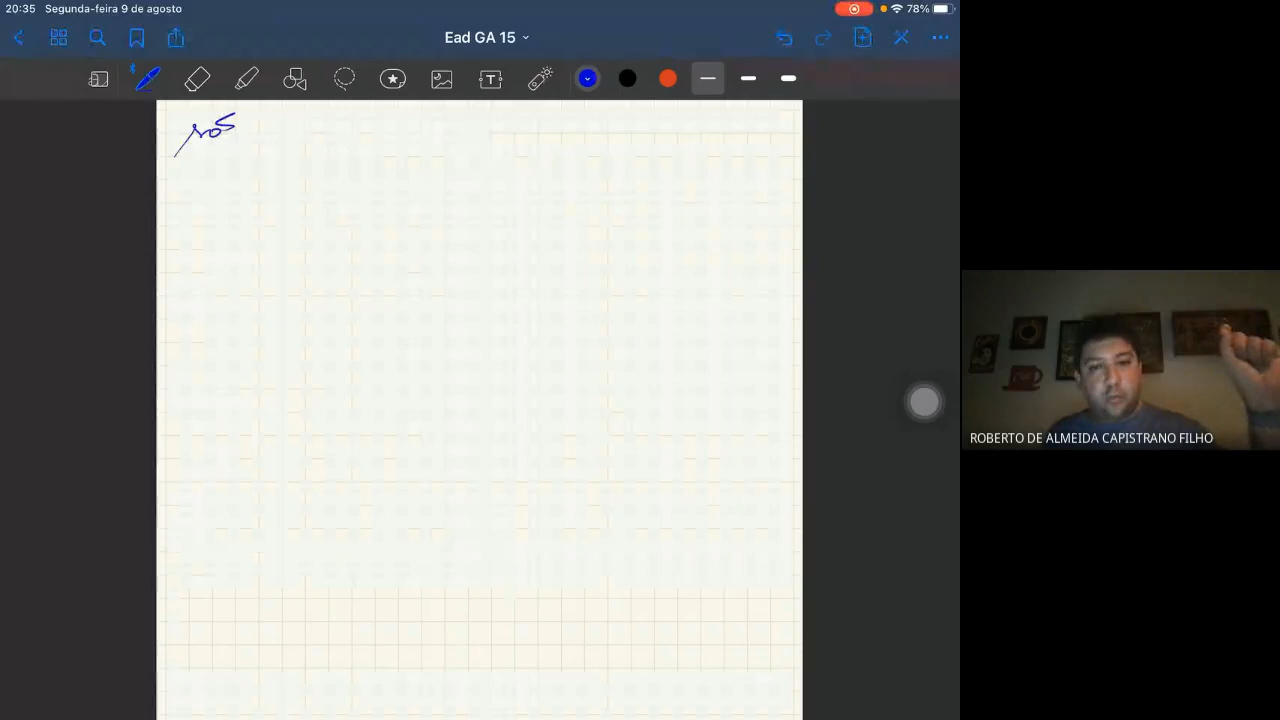 20:35 Segunda-feira 9 de agosto 78%
Ead GA 15
T
ROBERTO DE ALMEIDA CAPISTRANO FILHO